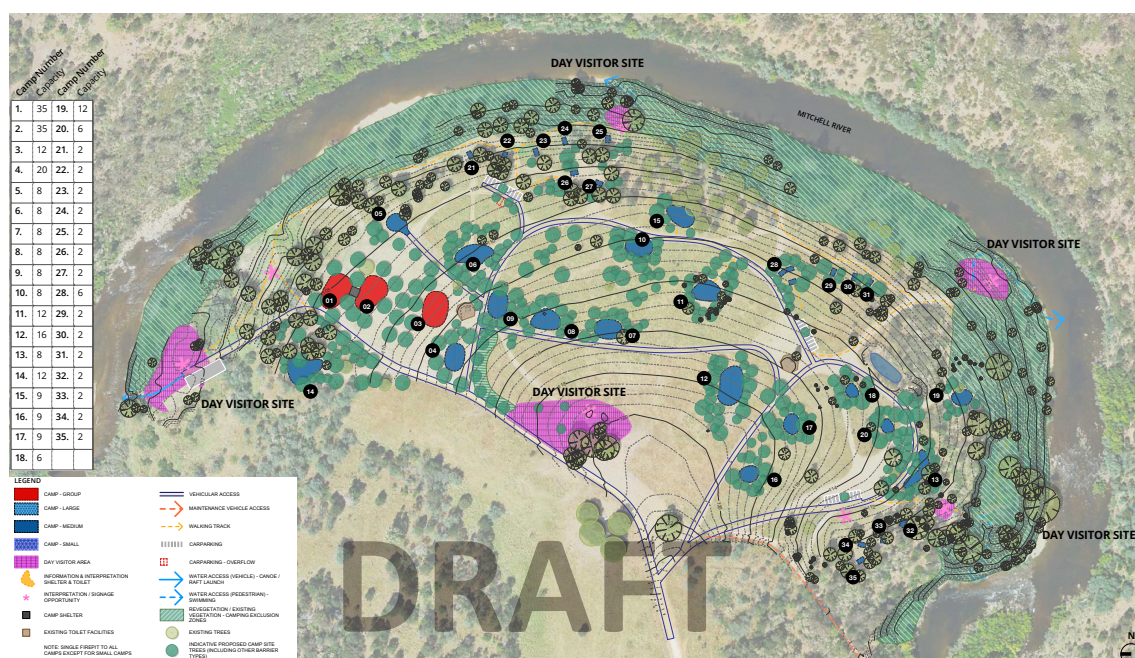 Camp Number
Capacity
Camp Number
Capacity
1. 35 19. 12
2. 35 20. 6
3. 12 21. 2
4. 20 22. 2
5. 8 23. 2
6. 8 24. 2
7. 8 25. 2
8. 8 26. 2
9. 8 27. 2
10. 8 28. 6
11. 12 29. 2
12. 16 30. 2
13. 8 31. 2
14. 12 32. 2
15. 9 33. 2
16. 9 34. 2
17. 9 35. 2
18. 6
DAY VISITOR SITE
MITCHELL RIVER
24
25
22
23
21
26
27
05
15
10
DAY VISITOR SITE
06
28
29
30
31
01
02
11
03
09
08
07
04
12
14
18
19
DAY VISITOR SITE
DAY VISITOR SITE
17
20
16
13
33
32
34
35
DAY VISITOR SITE
DRAFT
N
LEGEND
CAMP - GROUP
CAMP - LARGE
CAMP - MEDIUM
CAMP - SMALL
DAY VISITOR AREA
INFORMATION & INTERPRETATION
SHELTER & TOILET
INTERPRETATION / SIGNAGE
OPPORTUNITY
CAMP SHELTER
EXISTING TOILET FACILITIES
NOTE: SINGLE FIREPIT TO ALL
CAMPS EXCEPT FOR SMALL CAMPS
VEHICULAR ACCESS
MAINTENANCE VEHICLE ACCESS
WALKING TRACK
CARPARKING
CARPARKING - OVERFLOW
WATER ACCESS (VEHICLE) - CANOE /
RAFT LAUNCH
WATER ACCESS (PEDESTRIAN) -
SWIMMING
REVEGETATION / EXISTING
VEGETATION - CAMPING EXCLUSION
ZONES
EXISTING TREES
INDICATIVE PROPOSED CAMP SITE
TREES (INCLUDING OTHER BARRIER
TYPES)